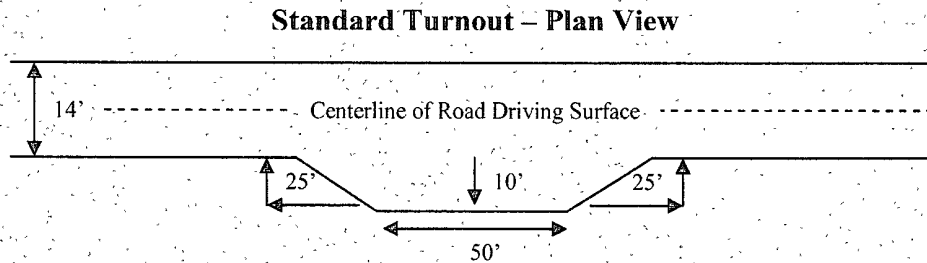 Standard Turnout – Plan View
14'
Centerline of Road Driving Surface
25'
10'
25'
50'